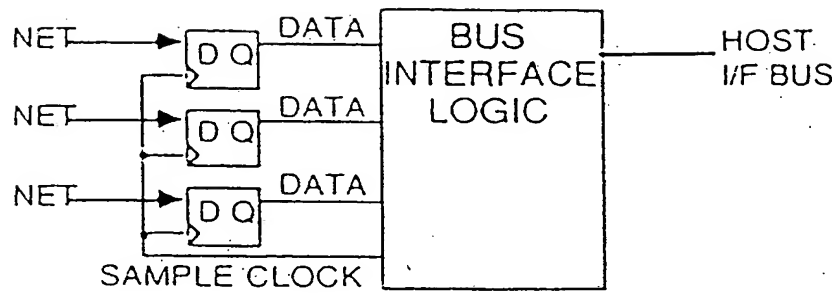 NET
D Q
DATA
NET
D Q
DATA
NET
D Q
DATA
SAMPLE CLOCK
BUS
INTERFACE
LOGIC
HOST
I/F BUS